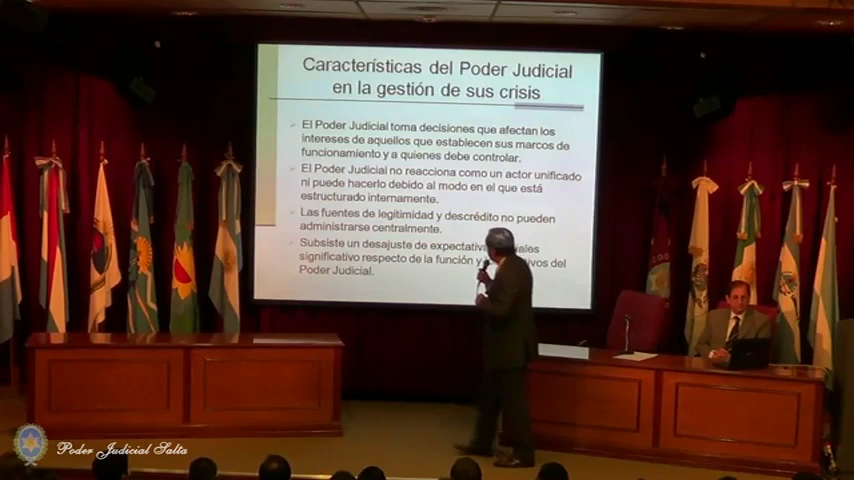 Características del Poder Judicial
en la gestión de sus crisis
El Poder Judicial toma decisiones que afectan los
intereses de aquellos que establecen sus marcos de
funcionamiento y a quienes debe controlar.
El Poder Judicial no reacciona como un actor unificado
ni puede hacerlo debido al modo en el que está
estructurado internamente.
Las fuentes de legitimidad y descrédito no pueden
administrarse centralmente.
Subsiste un desajuste de
significativo respecto de la función y del
Poder Judicial.
Poder Judicial Salta